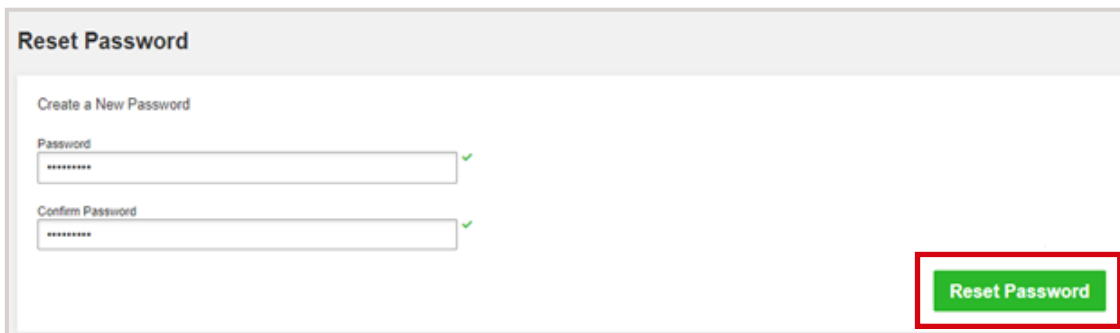 Reset Password
Create a New Password
Password
•••••••••
Confirm Password
•••••••••
Reset Password